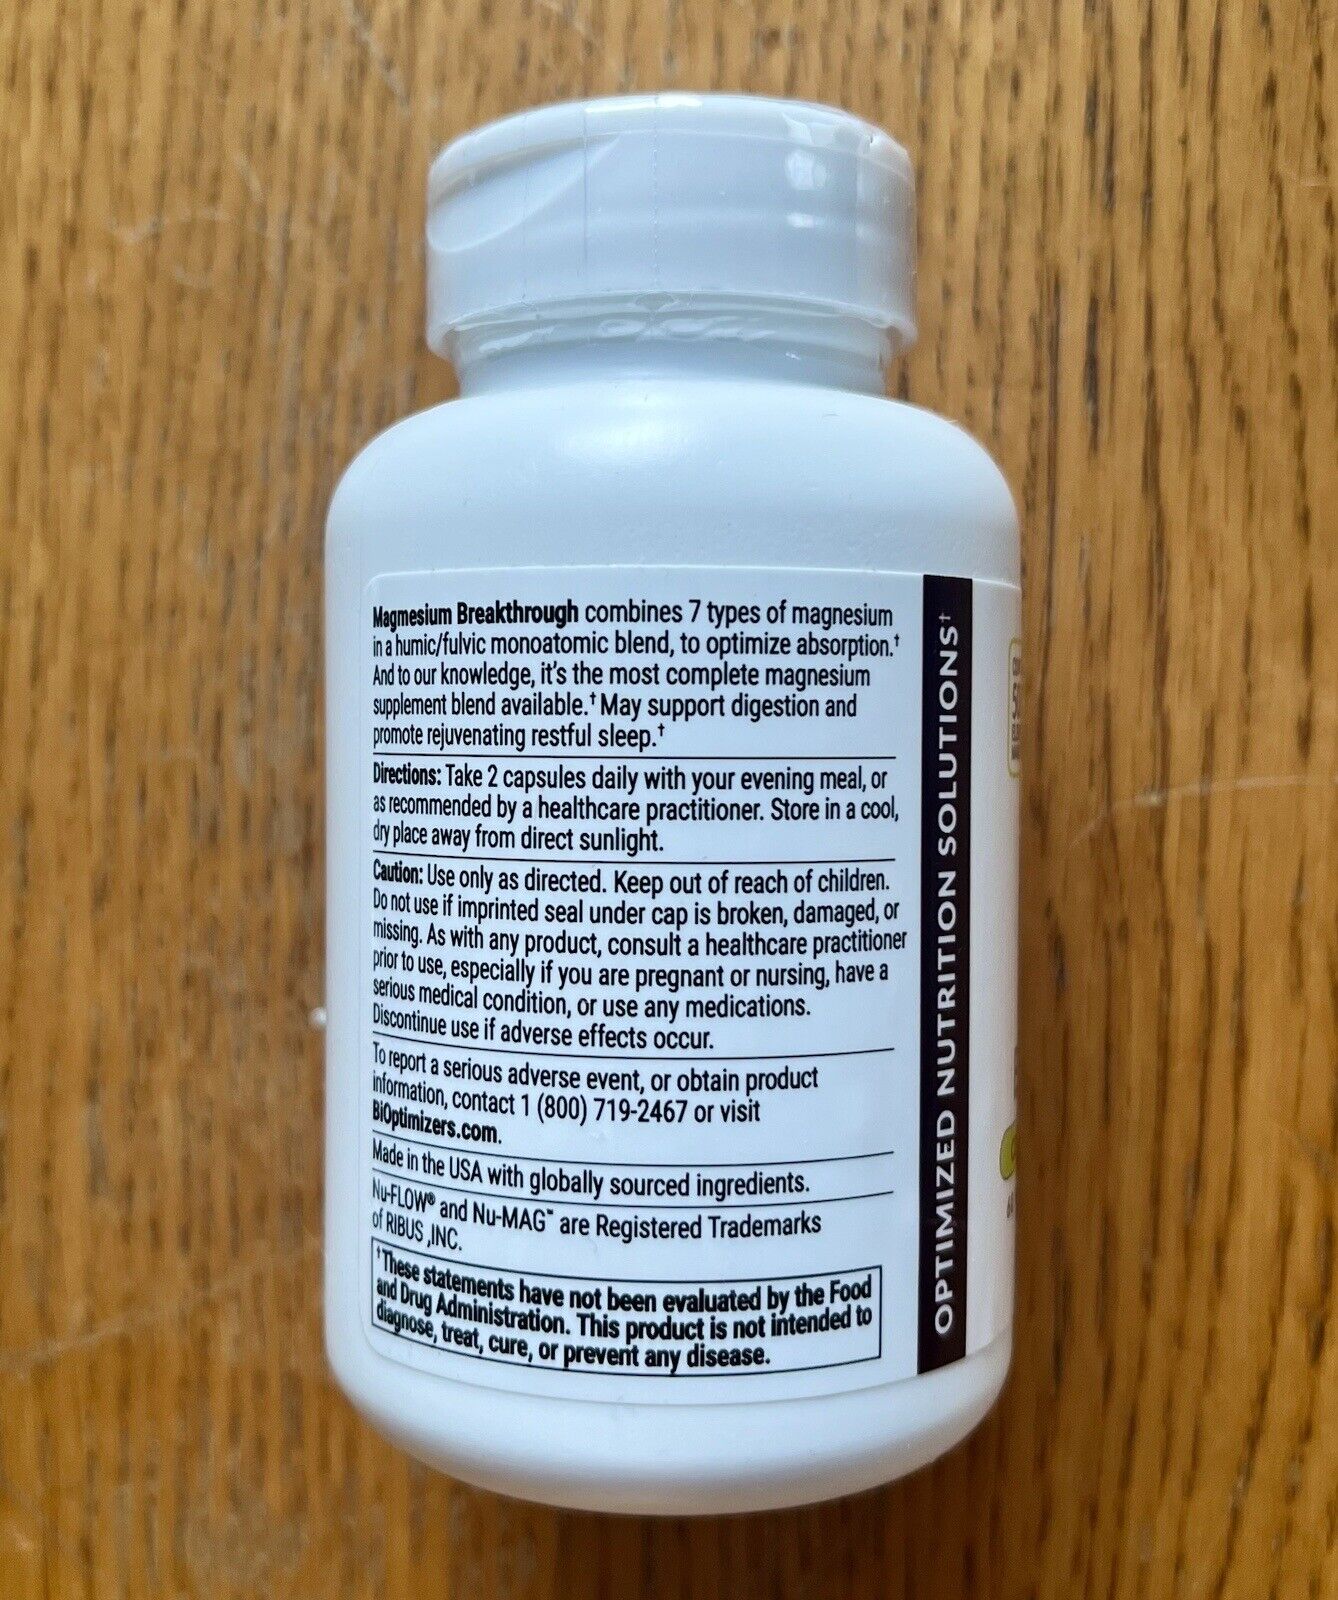 Magmesium Breakthrough combines 7 types of magnesium
in a humic/fulvic monoatomic blend, to optimize absorption.†
And to our knowledge, it's the most complete magnesium
supplement blend available.† May support digestion and
promote rejuvenating restful sleep.†
Directions: Take 2 capsules daily with your evening meal, or
as recommended by a healthcare practitioner. Store in a cool,
dry place away from direct sunlight.
Caution: Use only as directed. Keep out of reach of children.
Do not use if imprinted seal under cap is broken, damaged, or
missing. As with any product, consult a healthcare practitioner
prior to use, especially if you are pregnant or nursing, have a
serious medical condition, or use any medications.
Discontinue use if adverse effects occur.
To report a serious adverse event, or obtain product
information, contact 1 (800) 719-2467 or visit
BiOptimizers.com.
Made in the USA with globally sourced ingredients.
Nu-FLOW® and Nu-MAG™ are Registered Trademarks
of RIBUS ,INC.
†These statements have not been evaluated by the Food
and Drug Administration. This product is not intended to
diagnose, treat, cure, or prevent any disease.
OPTIMIZED NUTRITION SOLUTIONS†